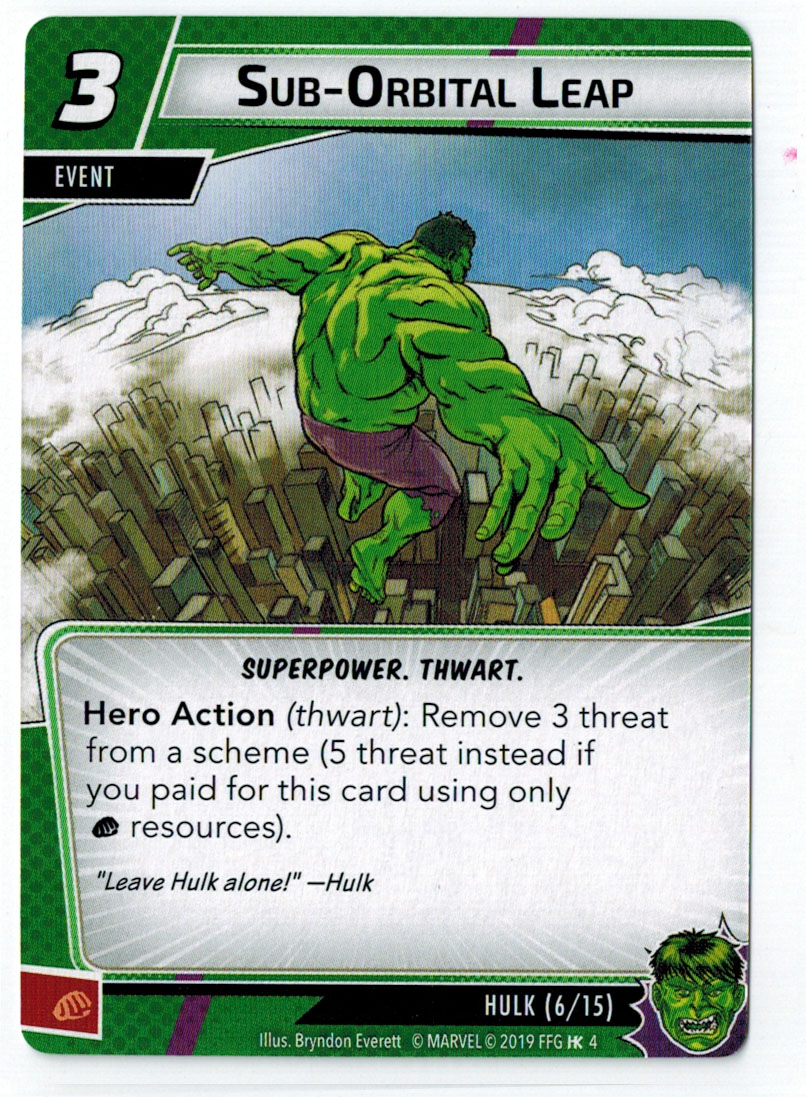 3
SUB-ORBITAL LEAP
EVENT
SUPERPOWER. THWART.
Hero Action (thwart): Remove 3 threat
from a scheme (5 threat instead if
you paid for this card using only
resources).
"Leave Hulk alone!" —Hulk
HULK (6/15)
Illus. Bryndon Everett © MARVEL © 2019 FFG HK 4